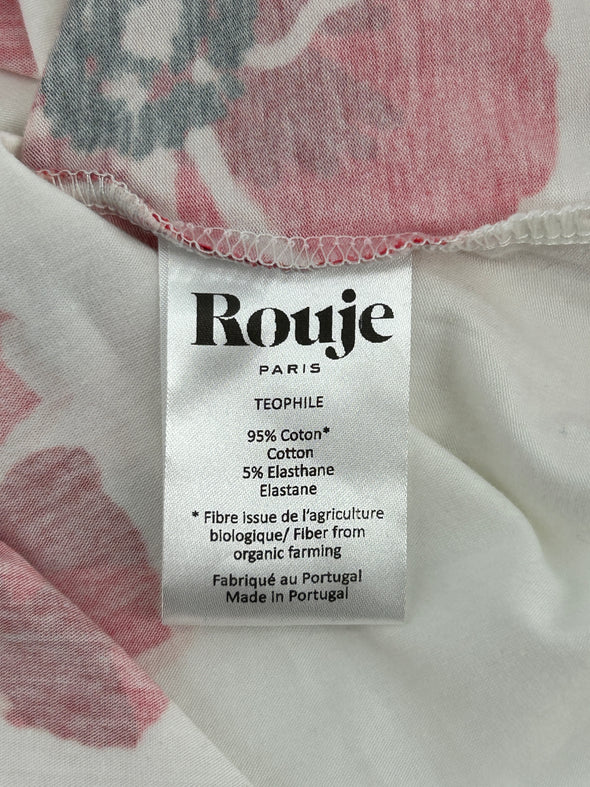 Rouje
PARIS
TEOPHILE
95% Coton*
Cotton
5% Elasthane
Elastane
* Fibre issue de l'agriculture
biologique/ Fiber from
organic farming
Fabriqué au Portugal
Made in Portugal